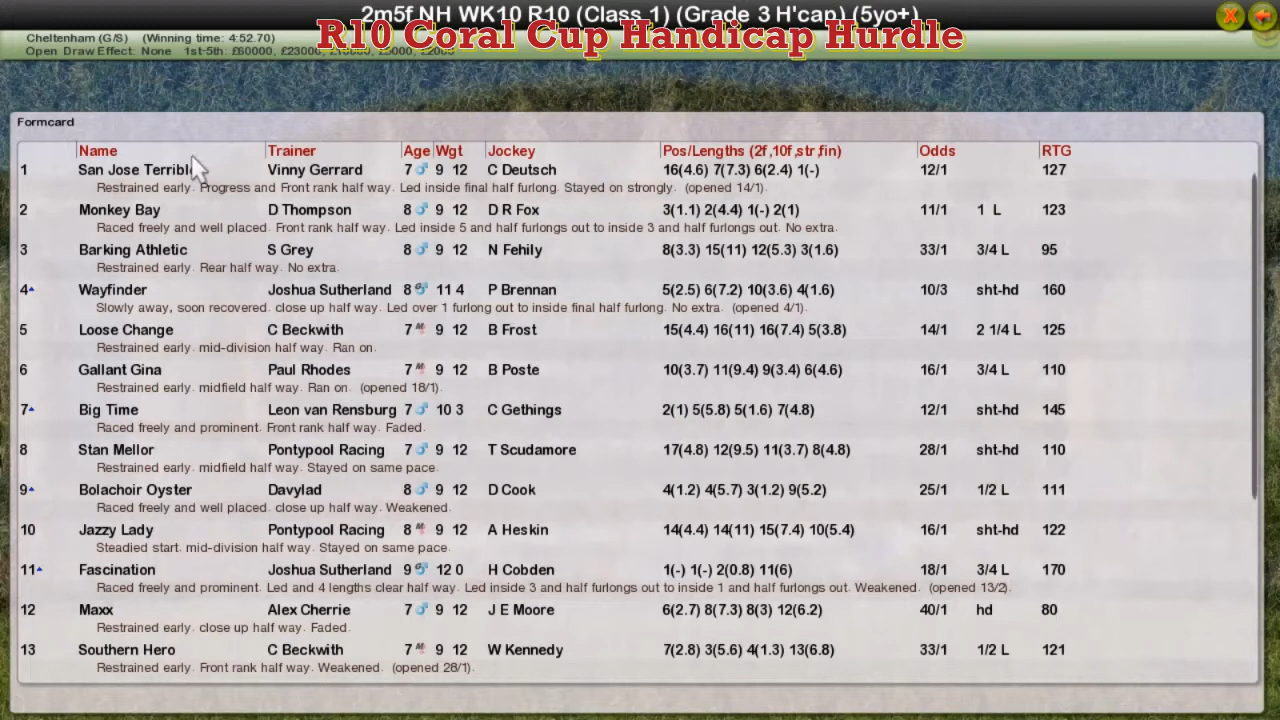 2m5f NH WK10 R10 (Class 1) (Grade 3 H'cap) (5yo+)
R10 Coral Cup Handicap Hurdle
Cheltenham (G/S) (Winning time: 4:52.70)
Open Draw Effect: None 1st-5th: £60000, £23000, £10000, £5000, £2000
Formcard
Name Trainer Age Wgt Jockey Pos/Lengths (2f,10f,str,fin) Odds RTG
1 San Jose Terrible Vinny Gerrard 7 9 12 C Deutsch 16(4.6) 7(7.3) 6(2.4) 1(-) 12/1 127
Restrained early. Progress and Front rank half way. Led inside final half furlong. Stayed on strongly. (opened 14/1).
2 Monkey Bay D Thompson 8 9 12 D R Fox 3(1.1) 2(4.4) 1(-) 2(1) 11/1 1 L 123
Raced freely and well placed. Front rank half way. Led inside 5 and half furlongs out to inside 3 and half furlongs out. No extra.
3 Barking Athletic S Grey 8 9 12 N Fehily 8(3.3) 15(11) 12(5.3) 3(1.6) 33/1 3/4 L 95
Restrained early. Rear half way. No extra.
4 Wayfinder Joshua Sutherland 8 11 4 P Brennan 5(2.5) 6(7.2) 10(3.6) 4(1.6) 10/3 sht-hd 160
Slowly away, soon recovered. close up half way. Led over 1 furlong out to inside final half furlong. No extra. (opened 4/1).
5 Loose Change C Beckwith 7 9 12 B Frost 15(4.4) 16(11) 16(7.4) 5(3.8) 14/1 2 1/4 L 125
Restrained early. mid-division half way. Ran on.
6 Gallant Gina Paul Rhodes 7 9 12 B Poste 10(3.7) 11(9.4) 9(3.4) 6(4.6) 16/1 3/4 L 110
Restrained early. midfield half way. Ran on. (opened 18/1).
7 Big Time Leon van Rensburg 7 10 3 C Gethings 2(1) 5(5.8) 5(1.6) 7(4.8) 12/1 sht-hd 145
Raced freely and prominent. Front rank half way. Faded.
8 Stan Mellor Pontypool Racing 7 9 12 T Scudamore 17(4.8) 12(9.5) 11(3.7) 8(4.8) 28/1 sht-hd 110
Restrained early. midfield half way. Stayed on same pace.
9 Bolachoir Oyster Davylad 8 9 12 D Cook 4(1.2) 4(5.7) 3(1.2) 9(5.2) 25/1 1/2 L 111
Raced freely and well placed. close up half way. Weakened.
10 Jazzy Lady Pontypool Racing 8 9 12 A Heskin 14(4.4) 14(11) 15(7.4) 10(5.4) 16/1 sht-hd 122
Steadied start. mid-division half way. Stayed on same pace.
11 Fascination Joshua Sutherland 9 12 0 H Cobden 1(-) 1(-) 2(0.8) 11(6) 18/1 3/4 L 170
Raced freely and prominent. Led and 4 lengths clear half way. Led inside 3 and half furlongs out to inside 1 and half furlongs out. Weakened. (opened 13/2).
12 Maxx Alex Cherrie 7 9 12 J E Moore 6(2.7) 8(7.3) 8(3) 12(6.2) 40/1 hd 80
Restrained early. close up half way. Faded.
13 Southern Hero C Beckwith 7 9 12 W Kennedy 7(2.8) 3(5.6) 4(1.3) 13(6.8) 33/1 1/2 L 121
Restrained early. Front rank half way. Weakened. (opened 28/1).